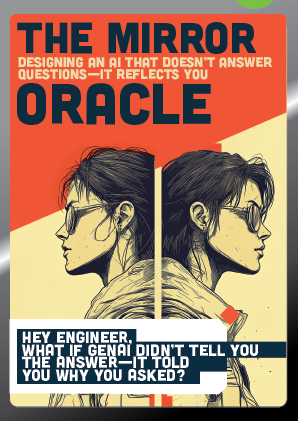 THE MIRROR
DESIGNING AN AI THAT DOESN'T ANSWER
QUESTIONS—IT REFLECTS YOU
ORACLE
HEY ENGINEER,
WHAT IF GENAI DIDN'T TELL YOU
THE ANSWER—IT TOLD
YOU WHY YOU ASKED?